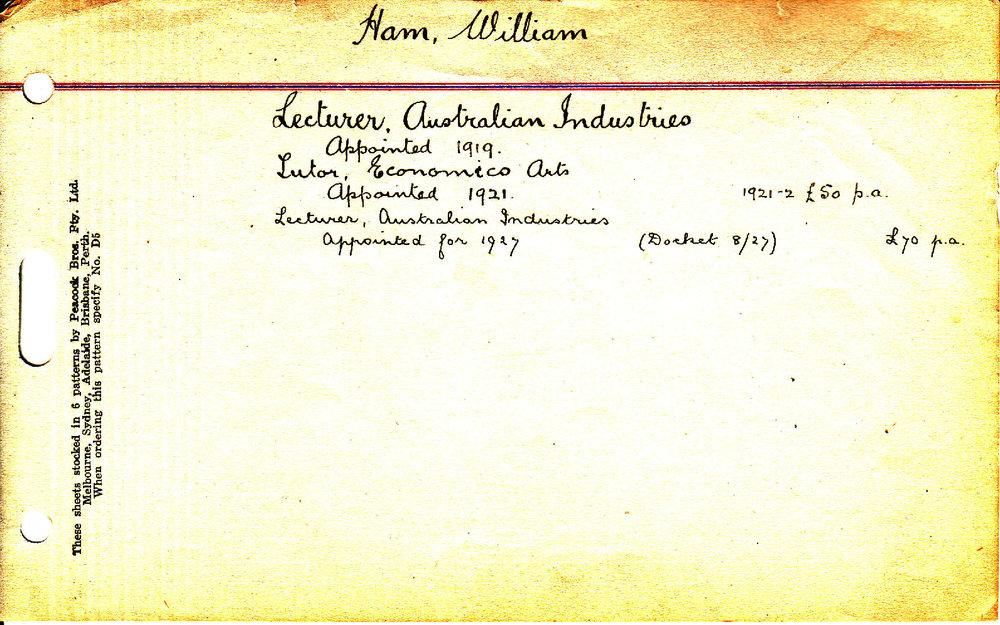 Ham, William
Lecturer, Australian Industries
Appointed 1919.
Tutor, Economics Arts
Appointed 1921. 1921-2 £50 p.a.
Lecturer, Australian Industries
Appointed for 1927 (Docket 8/27) £70 p.a.
These sheets stocked in 6 patterns by Peacock Bros. Pty. Ltd.
Melbourne, Sydney, Adelaide, Brisbane, Perth.
When ordering this pattern specify No. D5